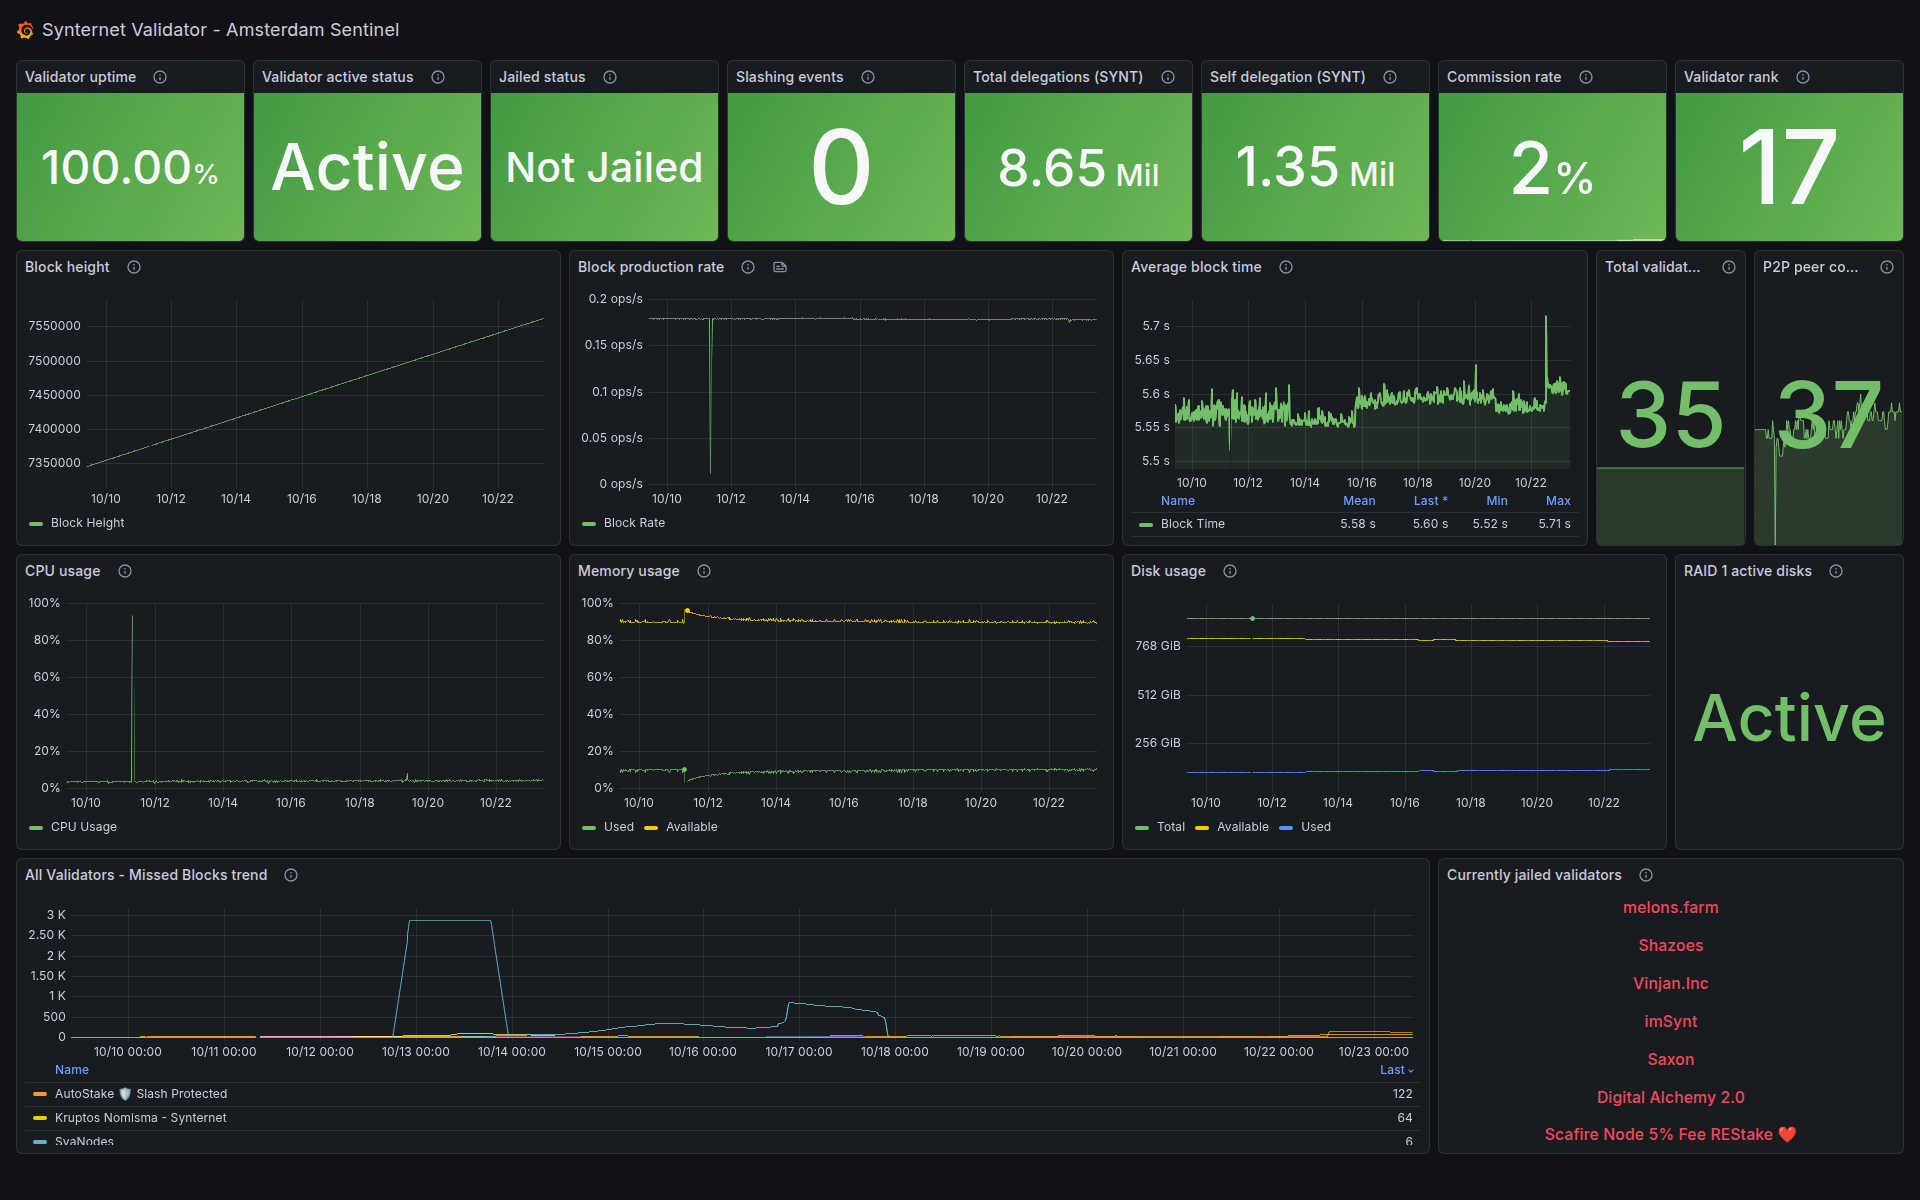 Synternet Validator - Amsterdam Sentinel
Validator uptime
100.00%
Validator active status
Active
Jailed status
Not Jailed
Slashing events
0
Total delegations (SYNT)
8.65 Mil
Self delegation (SYNT)
1.35 Mil
Commission rate
2%
Validator rank
17
Block height
7550000
7500000
7450000
7400000
7350000
10/10 10/12 10/14 10/16 10/18 10/20 10/22
Block Height
Block production rate
0.2 ops/s
0.15 ops/s
0.1 ops/s
0.05 ops/s
0 ops/s
10/10 10/12 10/14 10/16 10/18 10/20 10/22
Block Rate
Average block time
5.7 s
5.65 s
5.6 s
5.55 s
5.5 s
10/10 10/12 10/14 10/16 10/18 10/20 10/22
Name Mean Last * Min Max
Block Time 5.58 s 5.60 s 5.52 s 5.71 s
Total validat...
35
P2P peer co...
37
CPU usage
100%
80%
60%
40%
20%
0%
10/10 10/12 10/14 10/16 10/18 10/20 10/22
CPU Usage
Memory usage
100%
80%
60%
40%
20%
0%
10/10 10/12 10/14 10/16 10/18 10/20 10/22
Used Available
Disk usage
768 GiB
512 GiB
256 GiB
10/10 10/12 10/14 10/16 10/18 10/20 10/22
Total Available Used
RAID 1 active disks
Active
All Validators - Missed Blocks trend
3 K
2.50 K
2 K
1.50 K
1 K
500
0
10/10 00:00 10/11 00:00 10/12 00:00 10/13 00:00 10/14 00:00 10/15 00:00 10/16 00:00 10/17 00:00 10/18 00:00 10/19 00:00 10/20 00:00 10/21 00:00 10/22 00:00 10/23 00:00
Name Last
AutoStake 🛡️ Slash Protected 122
Kruptos Nomisma - Synternet 64
SvaNodes 6
Currently jailed validators
melons.farm
Shazoes
Vinjan.Inc
imSynt
Saxon
Digital Alchemy 2.0
Scafire Node 5% Fee REStake ❤️